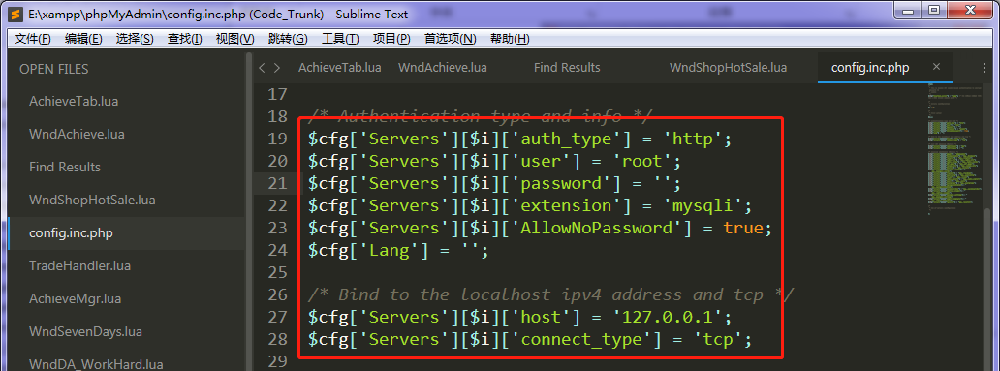 E:\xampp\phpMyAdmin\config.inc.php (Code_Trunk) - Sublime Text
文件(F) 编辑(E) 选择(S) 查找(I) 视图(V) 跳转(G) 工具(T) 项目(P) 首选项(N) 帮助(H)
OPEN FILES
AchieveTab.lua
WndAchieve.lua
Find Results
WndShopHotSale.lua
config.inc.php
TradeHandler.lua
AchieveMgr.lua
WndSevenDays.lua
WndDA_WorkHard.lua
AchieveTab.lua WndAchieve.lua Find Results WndShopHotSale.lua config.inc.php ×
17
18 /* Authentication type and info */
19 $cfg['Servers'][$i]['auth_type'] = 'http';
20 $cfg['Servers'][$i]['user'] = 'root';
21 $cfg['Servers'][$i]['password'] = '';
22 $cfg['Servers'][$i]['extension'] = 'mysqli';
23 $cfg['Servers'][$i]['AllowNoPassword'] = true;
24 $cfg['Lang'] = '';
25
26 /* Bind to the localhost ipv4 address and tcp */
27 $cfg['Servers'][$i]['host'] = '127.0.0.1';
28 $cfg['Servers'][$i]['connect_type'] = 'tcp';
29